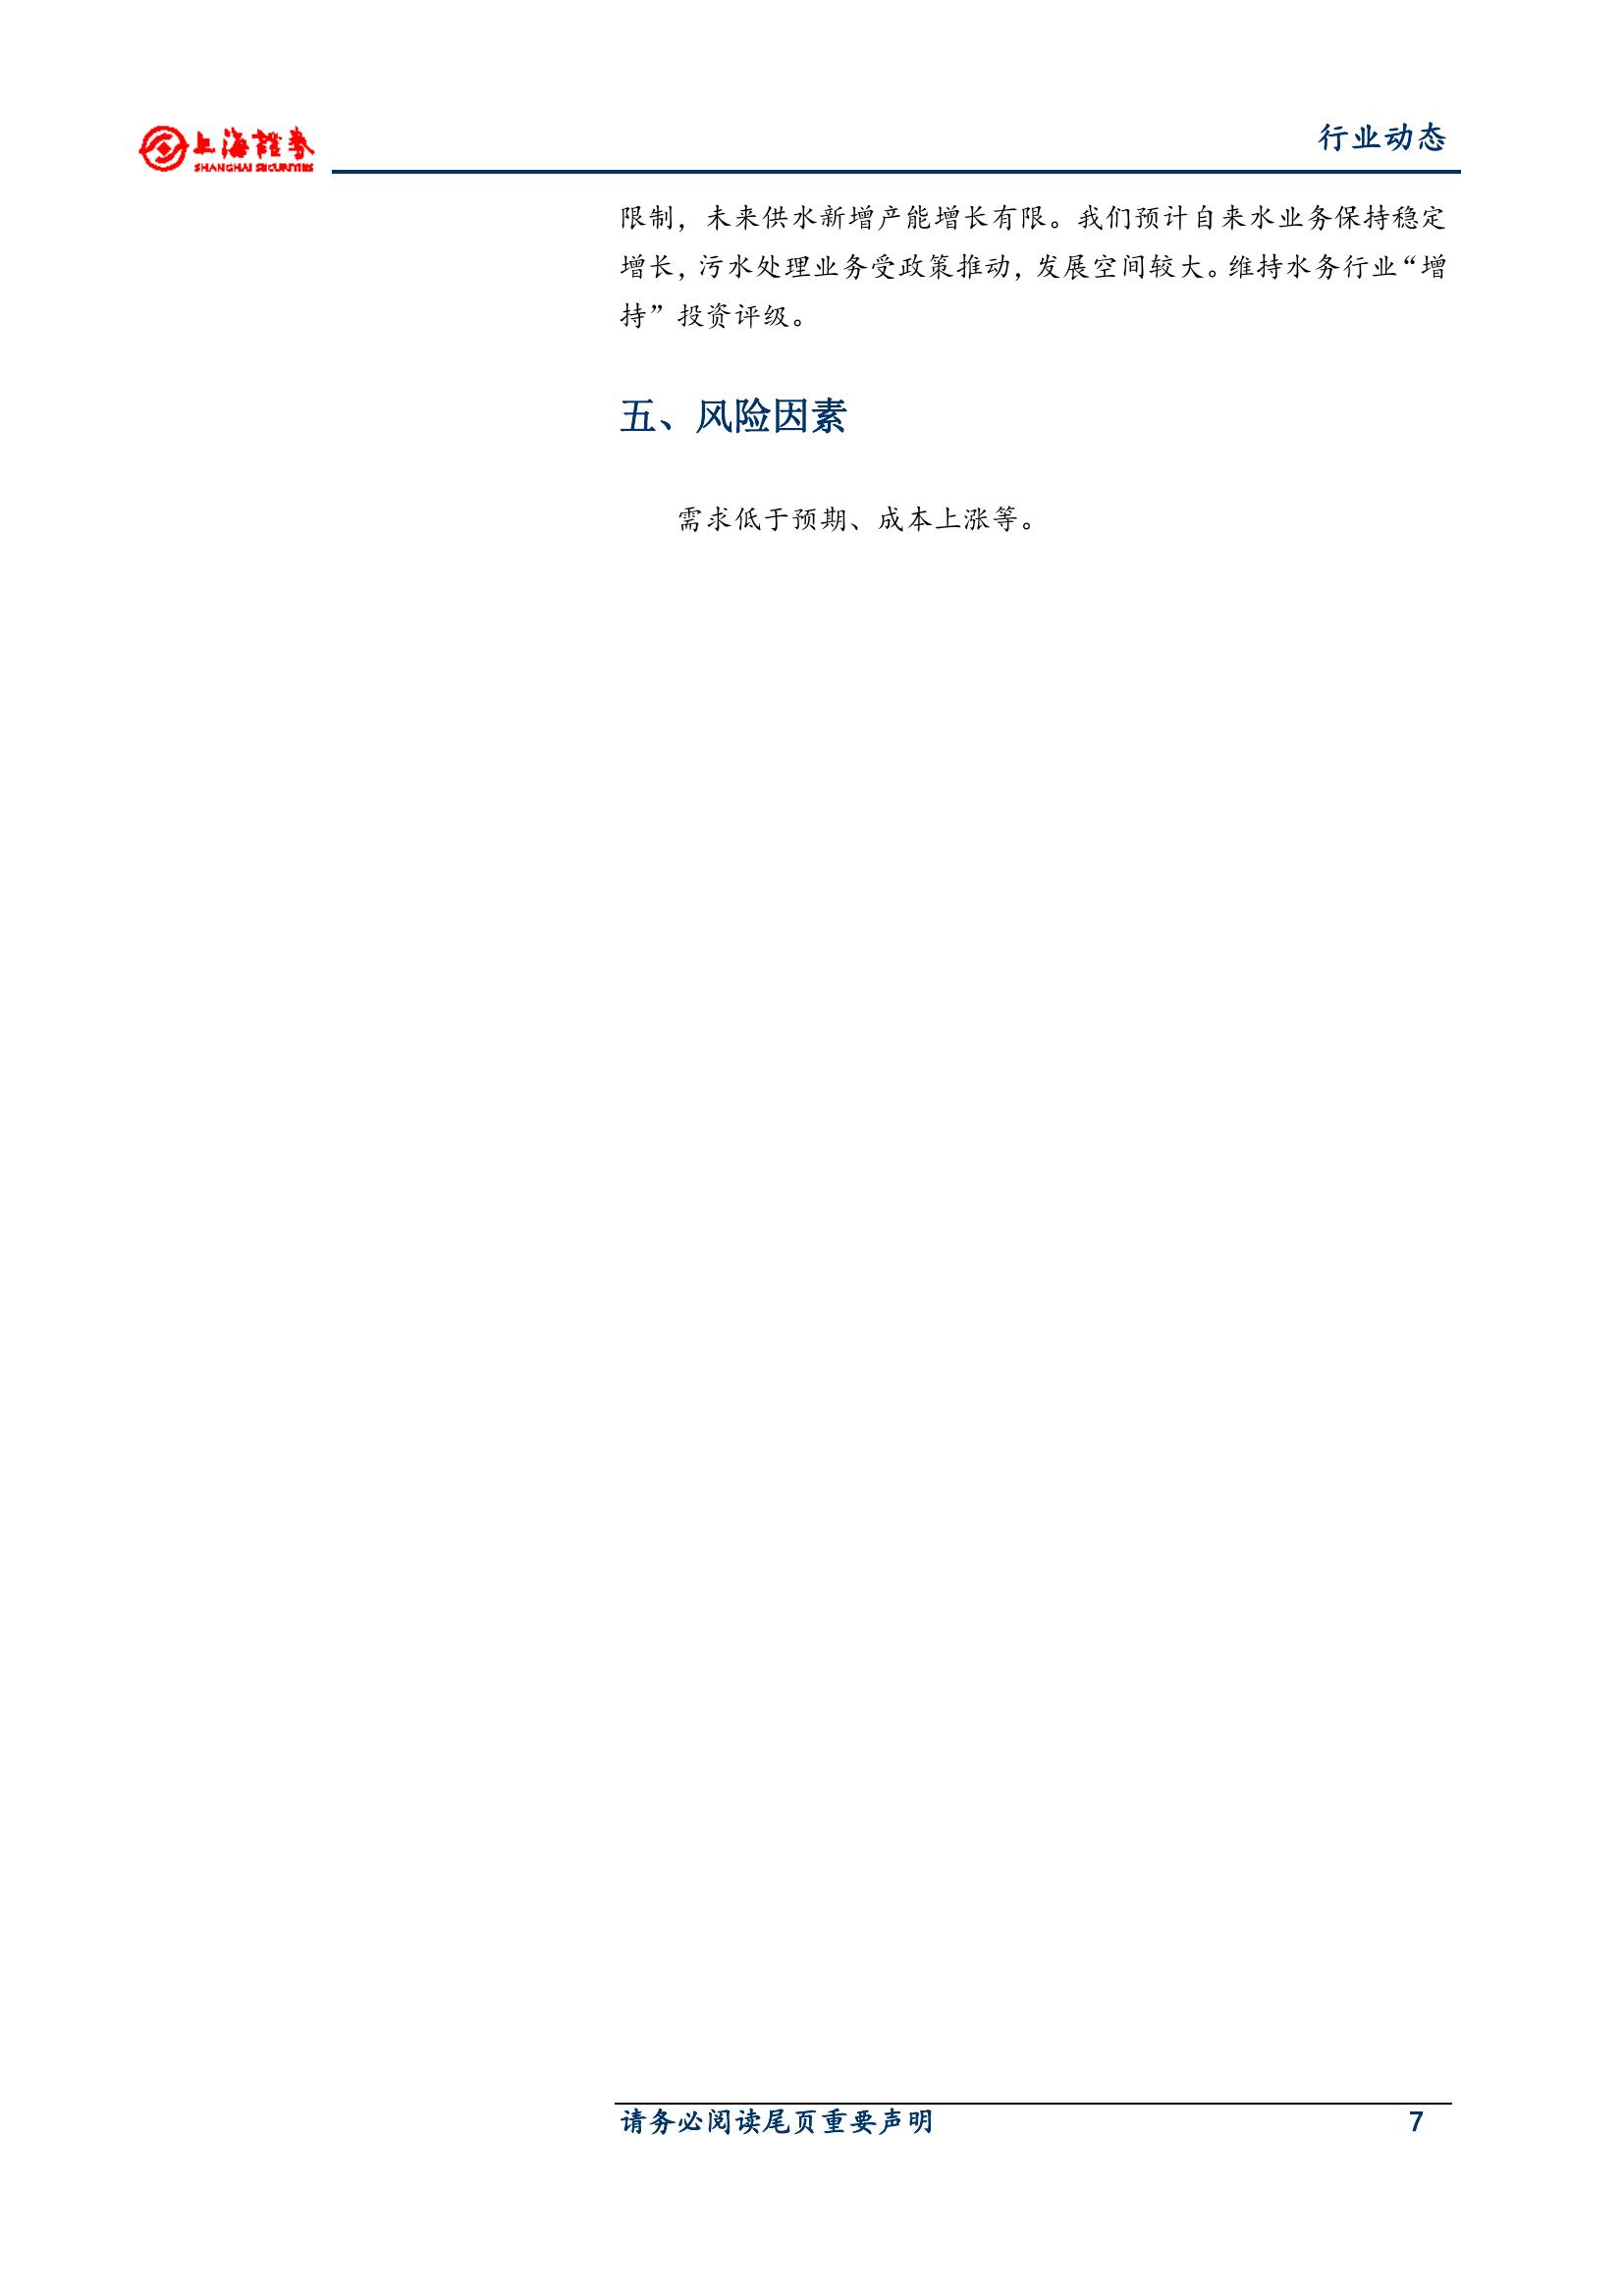 上海證券
SHANGHAI SECURITIES
行业动态
限制，未来供水新增产能增长有限。我们预计自来水业务保持稳定
增长，污水处理业务受政策推动，发展空间较大。维持水务行业“增
持”投资评级。
五、风险因素
需求低于预期、成本上涨等。
请务必阅读尾页重要声明 7